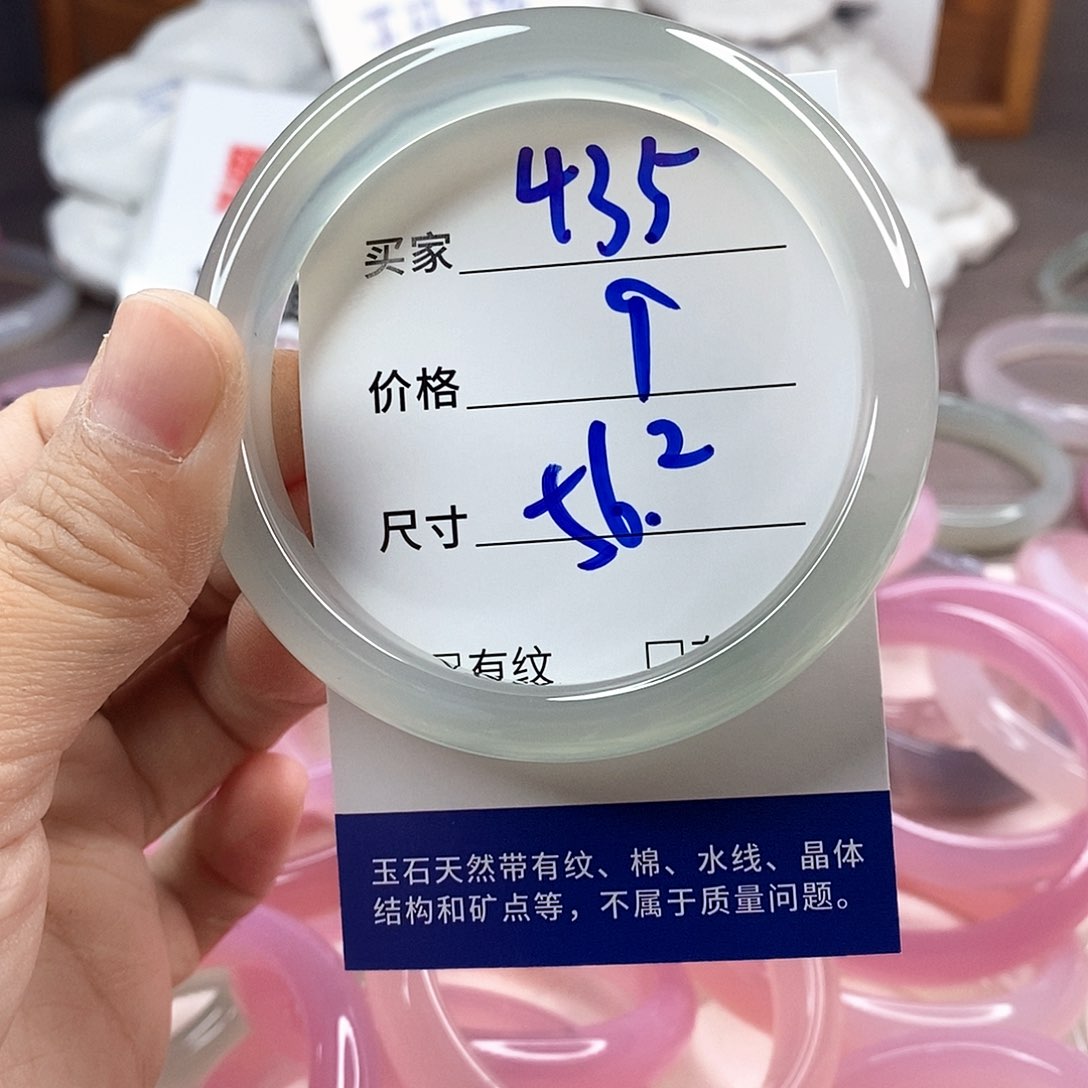 买家 435
价格
尺寸 56.2
有纹
玉石天然带有纹、棉、水线、晶体
结构和矿点等，不属于质量问题。